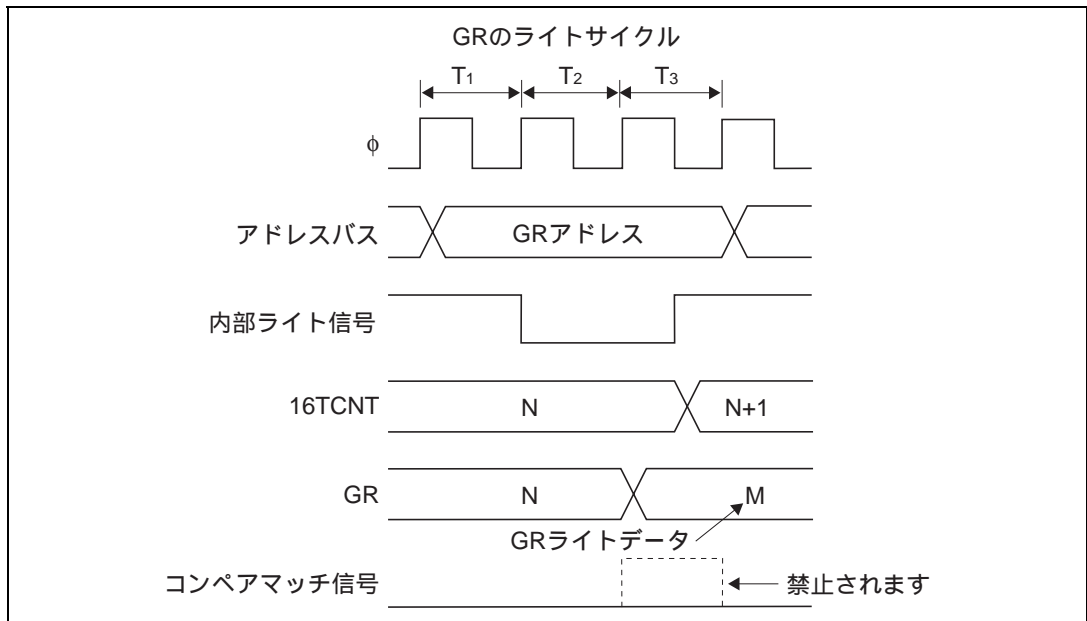 GRのライトサイクル
T1 T2 T3
φ
アドレスバス GRアドレス
内部ライト信号
16TCNT N N+1
GR N M
GRライトデータ
コンペアマッチ信号 禁止されます